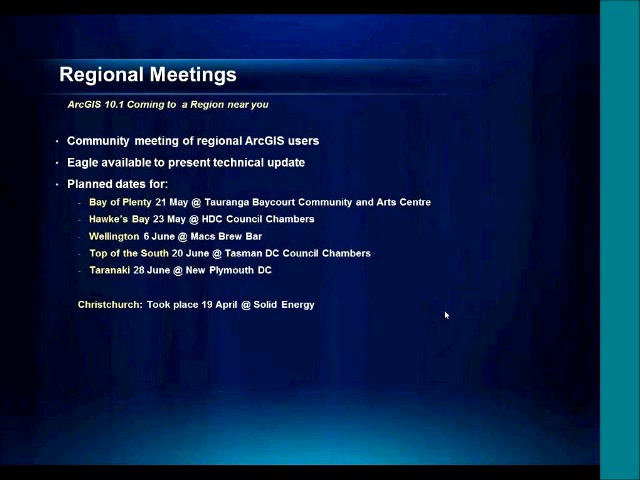 Regional Meetings
ArcGIS 10.1 Coming to a Region near you
• Community meeting of regional ArcGIS users
• Eagle available to present technical update
• Planned dates for:
- Bay of Plenty 21 May @ Tauranga Baycourt Community and Arts Centre
- Hawke's Bay 23 May @ HDC Council Chambers
- Wellington 6 June @ Macs Brew Bar
- Top of the South 20 June @ Tasman DC Council Chambers
- Taranaki 28 June @ New Plymouth DC
Christchurch: Took place 19 April @ Solid Energy